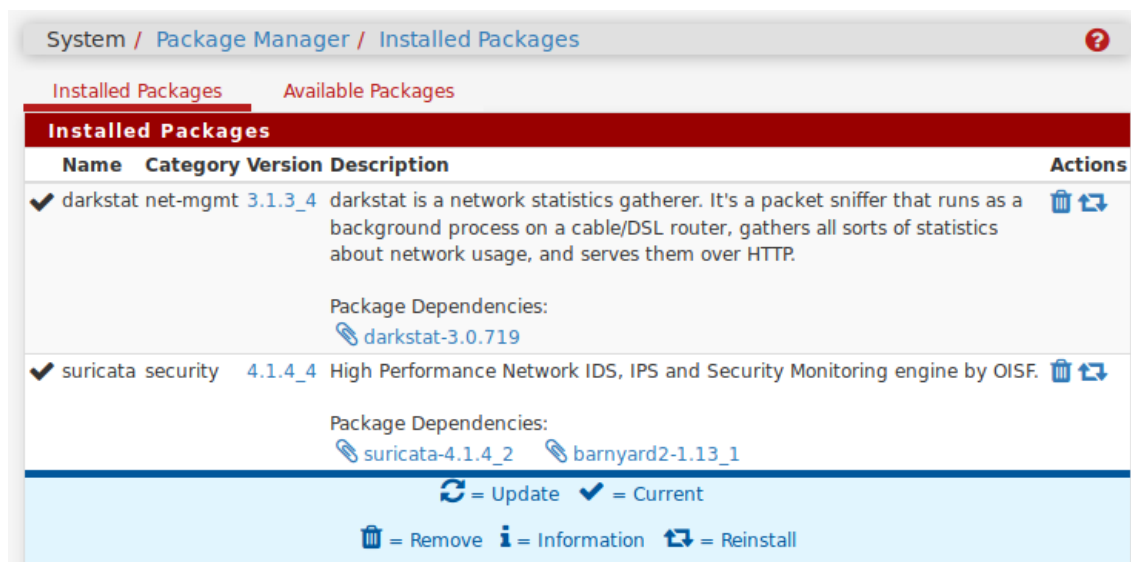 System / Package Manager / Installed Packages
Installed Packages Available Packages
Installed Packages
Name Category Version Description Actions
darkstat net-mgmt 3.1.3_4 darkstat is a network statistics gatherer. It's a packet sniffer that runs as a
background process on a cable/DSL router, gathers all sorts of statistics
about network usage, and serves them over HTTP.
Package Dependencies:
darkstat-3.0.719
suricata security 4.1.4_4 High Performance Network IDS, IPS and Security Monitoring engine by OISF.
Package Dependencies:
suricata-4.1.4_2 barnyard2-1.13_1
= Update = Current
= Remove = Information = Reinstall